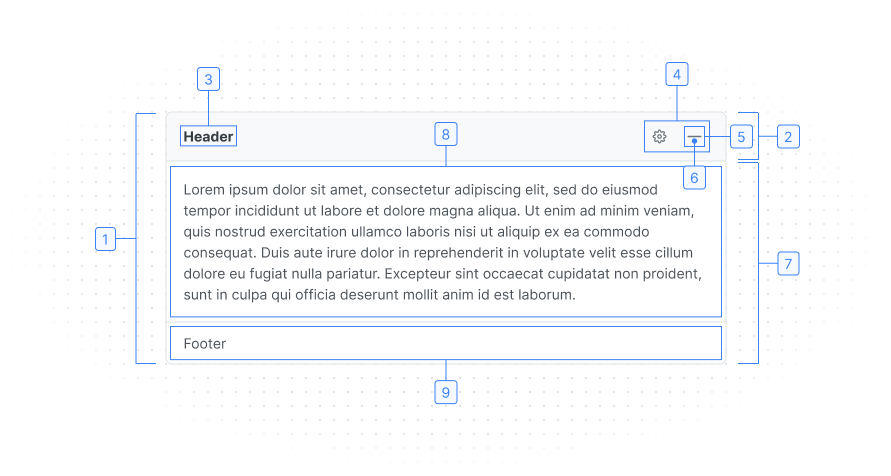 3
4
Header
8
5
2
6
Lorem ipsum dolor sit amet, consectetur adipiscing elit, sed do eiusmod
tempor incididunt ut labore et dolore magna aliqua. Ut enim ad minim veniam,
quis nostrud exercitation ullamco laboris nisi ut aliquip ex ea commodo
1
consequat. Duis aute irure dolor in reprehenderit in voluptate velit esse cillum
7
dolore eu fugiat nulla pariatur. Excepteur sint occaecat cupidatat non proident,
sunt in culpa qui officia deserunt mollit anim id est laborum.
Footer
9